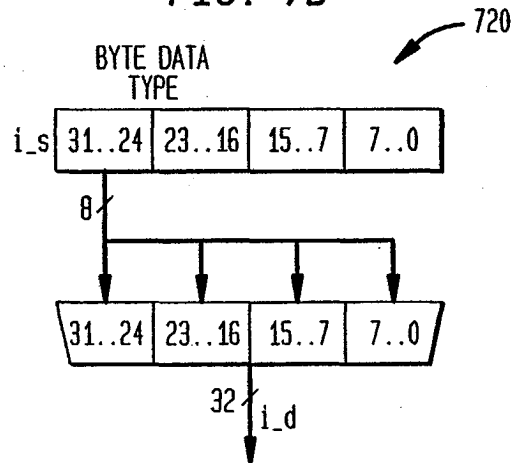 FIG. 7B
720
BYTE DATA
TYPE
i_s 31..24 23..16 15..7 7..0
8
31..24 23..16 15..7 7..0
32 i_d